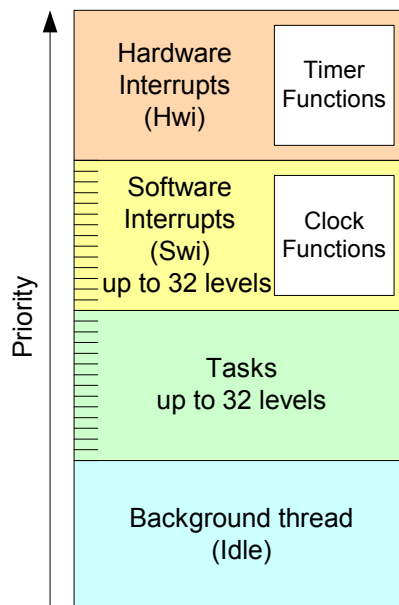 Priority
Hardware
Interrupts
(Hwi)
Timer
Functions
Software
Interrupts
(Swi)
up to 32 levels
Clock
Functions
Tasks
up to 32 levels
Background thread
(Idle)